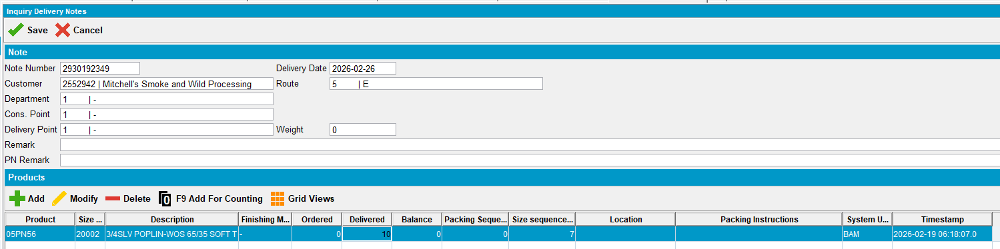 Inquiry Delivery Notes
Save Cancel
Note
Note Number 2930192349 Delivery Date 2026-02-26
Customer 2552942 | Mitchell's Smoke and Wild Processing Route 5 | E
Department 1 | -
Cons. Point 1 | -
Delivery Point 1 | - Weight 0
Remark
PN Remark
Products
Add Modify Delete 0 F9 Add For Counting Grid Views
Product Size ... Description Finishing M... Ordered Delivered Balance Packing Seque... Size sequence... Location Packing Instructions System U... Timestamp
05PN56 20002 3/4SLV POPLIN-WOS 65/35 SOFT T - 0 10 0 0 7 BAM 2026-02-19 06:18:07.0